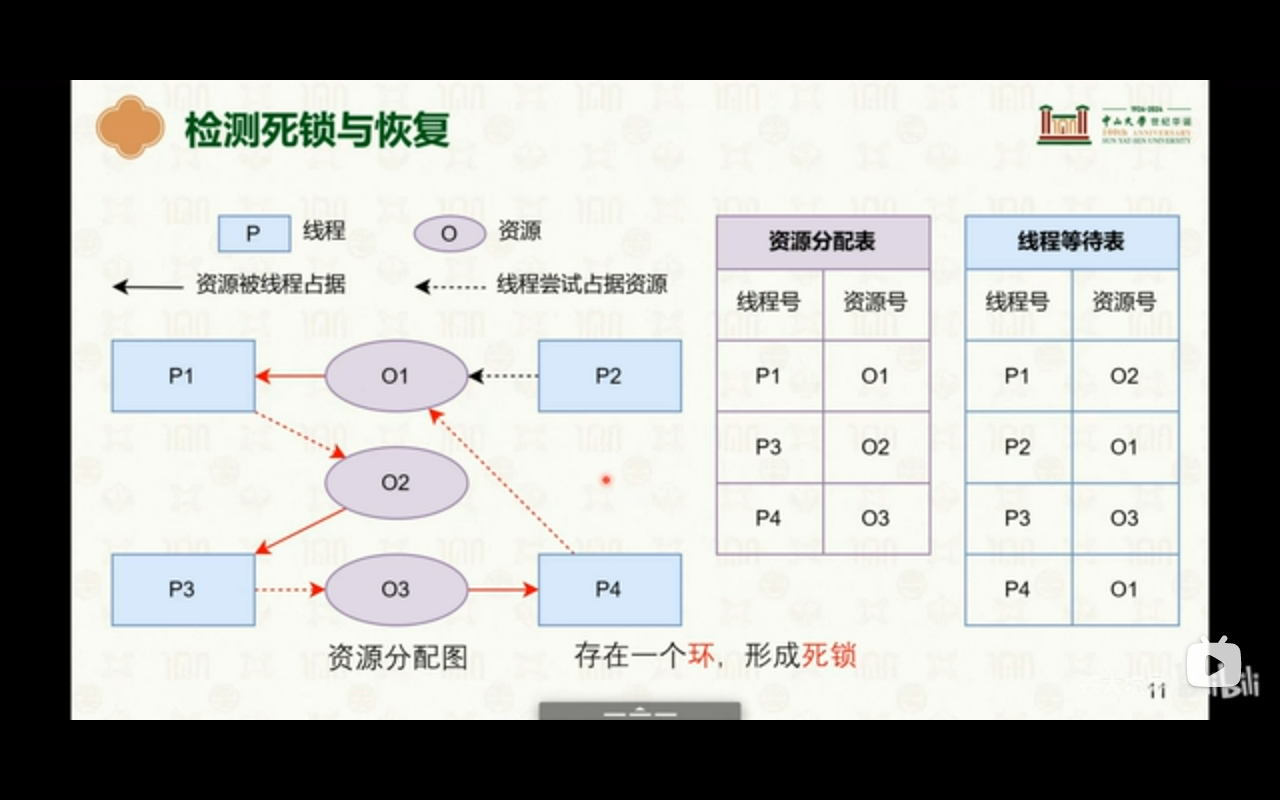 检测死锁与恢复
1924-2024
中山大学 世纪华诞
100th ANNIVERSARY
SUN YAT-SEN UNIVERSITY
P 线程
O 资源
资源被线程占据
线程尝试占据资源
P1 O1 P2
O2
P3 O3 P4
资源分配图
存在一个环，形成死锁
资源分配表
线程号 资源号
P1 O1
P3 O2
P4 O3
线程等待表
线程号 资源号
P1 O2
P2 O1
P3 O3
P4 O1
11